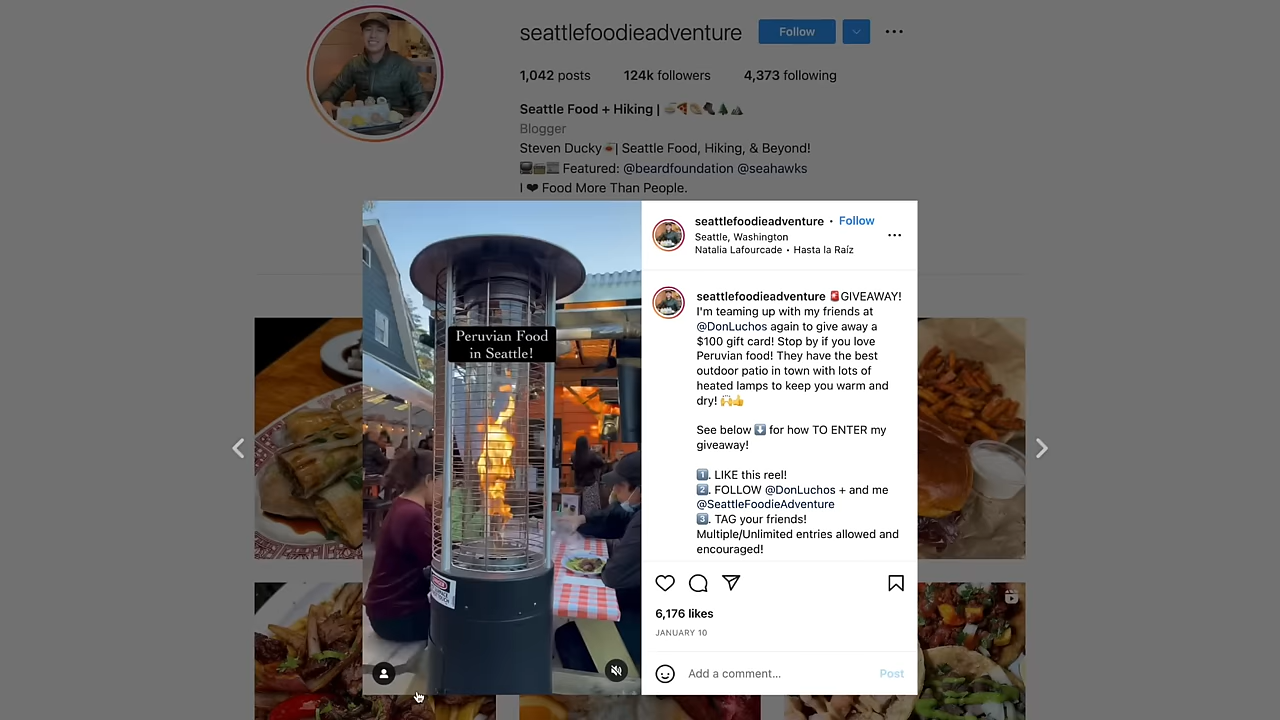 seattlefoodieadventure Follow
1,042 posts 124k followers 4,373 following
Seattle Food + Hiking |
Blogger
Steven Ducky | Seattle Food, Hiking, & Beyond!
Featured: @beardfoundation @seahawks
I ❤ Food More Than People.
Peruvian Food
in Seattle!
seattlefoodieadventure • Follow
Seattle, Washington
Natalia Lafourcade • Hasta la Raíz
seattlefoodieadventure 🚨GIVEAWAY!
I'm teaming up with my friends at
@DonLuchos again to give away a
$100 gift card! Stop by if you love
Peruvian food! They have the best
outdoor patio in town with lots of
heated lamps to keep you warm and
dry! 🙌👍
See below ⬇️ for how TO ENTER my
giveaway!
1️⃣. LIKE this reel!
2️⃣. FOLLOW @DonLuchos + and me
@SeattleFoodieAdventure
3️⃣. TAG your friends!
Multiple/Unlimited entries allowed and
encouraged!
6,176 likes
JANUARY 10
Add a comment... Post